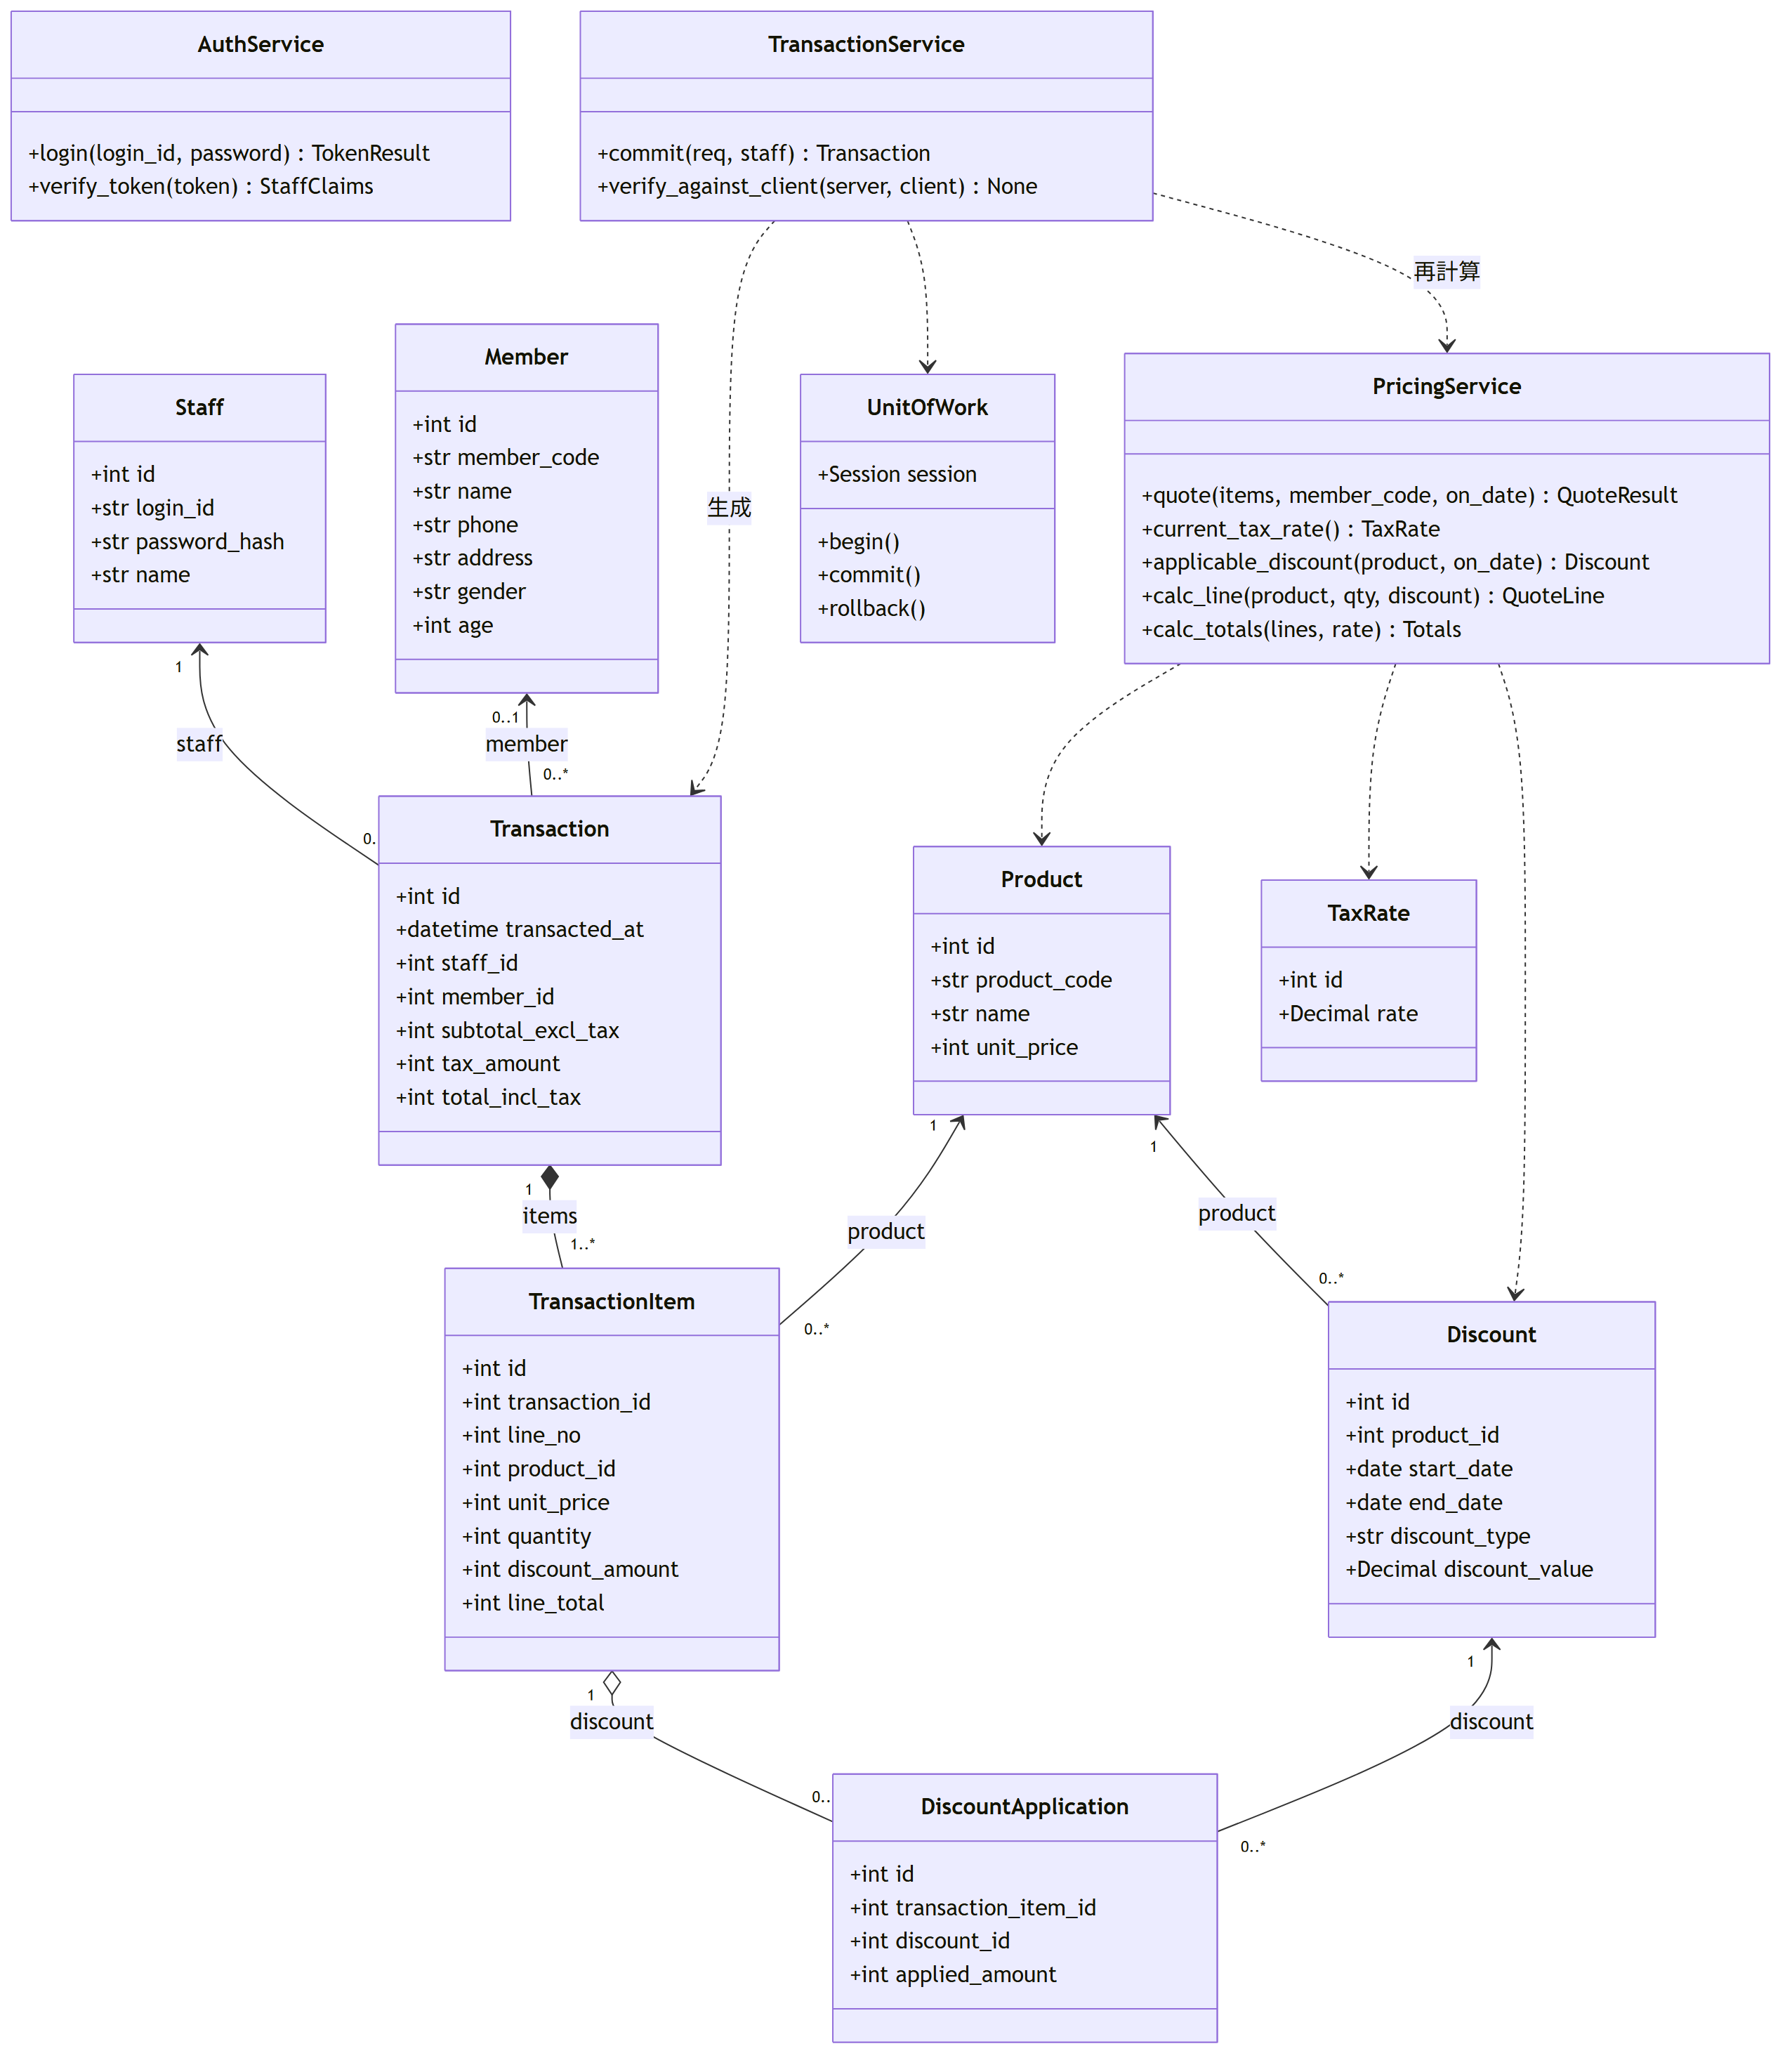 AuthService
+login(login_id, password) : TokenResult
+verify_token(token) : StaffClaims
TransactionService
+commit(req, staff) : Transaction
+verify_against_client(server, client) : None
再計算
生成
Staff
+int id
+str login_id
+str password_hash
+str name
Member
+int id
+str member_code
+str name
+str phone
+str address
+str gender
+int age
UnitOfWork
+Session session
+begin()
+commit()
+rollback()
PricingService
+quote(items, member_code, on_date) : QuoteResult
+current_tax_rate() : TaxRate
+applicable_discount(product, on_date) : Discount
+calc_line(product, qty, discount) : QuoteLine
+calc_totals(lines, rate) : Totals
1
staff
0.
0..1
member
0..*
Transaction
+int id
+datetime transacted_at
+int staff_id
+int member_id
+int subtotal_excl_tax
+int tax_amount
+int total_incl_tax
Product
+int id
+str product_code
+str name
+int unit_price
TaxRate
+int id
+Decimal rate
1
items
1..*
1
product
0..*
1
product
0..*
TransactionItem
+int id
+int transaction_id
+int line_no
+int product_id
+int unit_price
+int quantity
+int discount_amount
+int line_total
Discount
+int id
+int product_id
+date start_date
+date end_date
+str discount_type
+Decimal discount_value
1
discount
0..
1
discount
0..*
DiscountApplication
+int id
+int transaction_item_id
+int discount_id
+int applied_amount